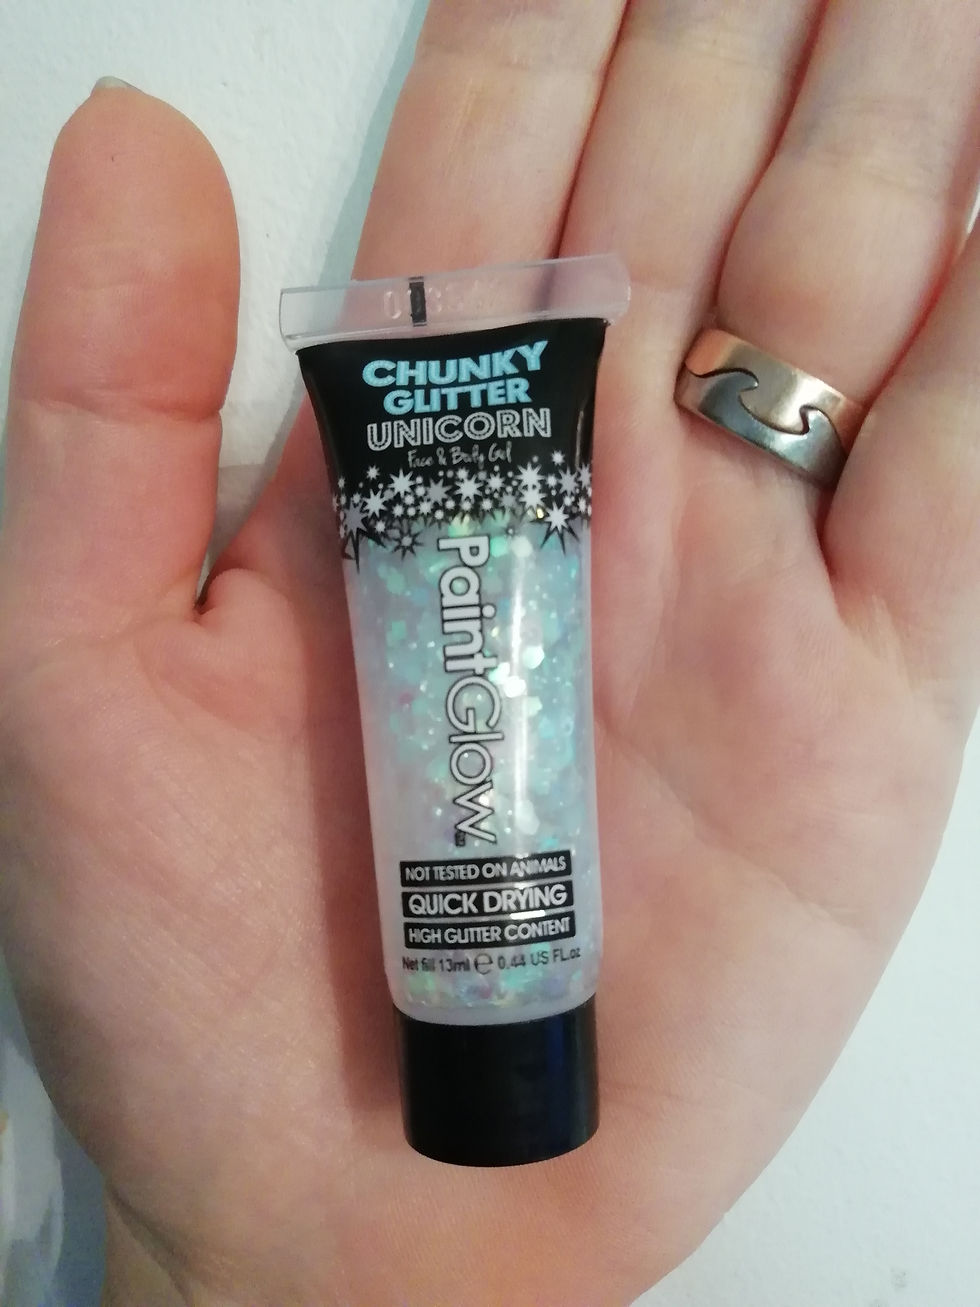 CHUNKY
GLITTER
UNICORN
Face & Body Gel
PaintGlow
NOT TESTED ON ANIMALS
QUICK DRYING
HIGH GLITTER CONTENT
Net fill 13ml ℮ 0.44 US FL.oz